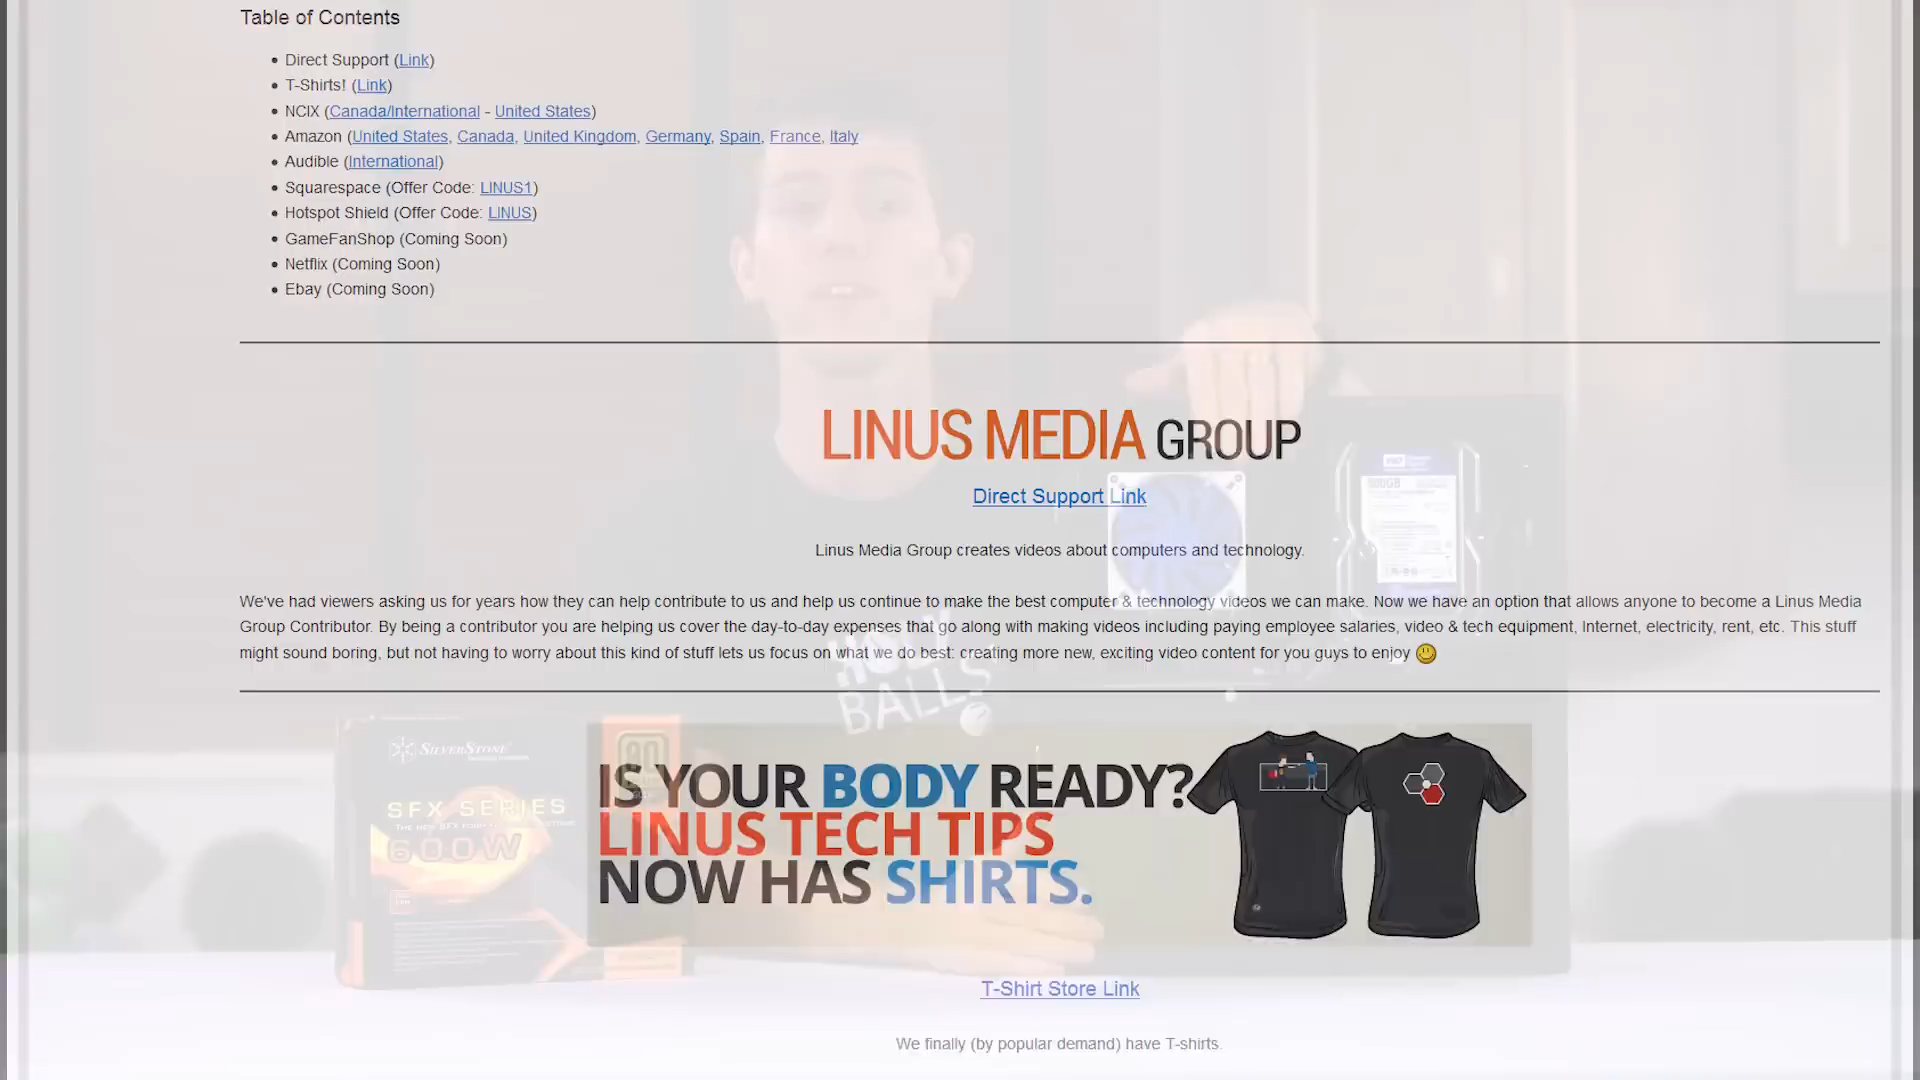 Table of Contents
Direct Support (Link)
T-Shirts! (Link)
NCIX (Canada/International - United States)
Amazon (United States, Canada, United Kingdom, Germany, Spain, France, Italy
Audible (International)
Squarespace (Offer Code: LINUS1)
Hotspot Shield (Offer Code: LINUS)
GameFanShop (Coming Soon)
Netflix (Coming Soon)
Ebay (Coming Soon)
LINUS MEDIA GROUP
Direct Support Link
Linus Media Group creates videos about computers and technology.
We've had viewers asking us for years how they can help contribute to us and help us continue to make the best computer & technology videos we can make. Now we have an option that allows anyone to become a Linus Media
Group Contributor. By being a contributor you are helping us cover the day-to-day expenses that go along with making videos including paying employee salaries, video & tech equipment, Internet, electricity, rent, etc. This stuff
might sound boring, but not having to worry about this kind of stuff lets us focus on what we do best: creating more new, exciting video content for you guys to enjoy
HOLY
BALLS
SILVERSTONE
SFX SERIES
600W
80
WD
500GB
IS YOUR BODY READY?
LINUS TECH TIPS
NOW HAS SHIRTS.
T-Shirt Store Link
We finally (by popular demand) have T-shirts.